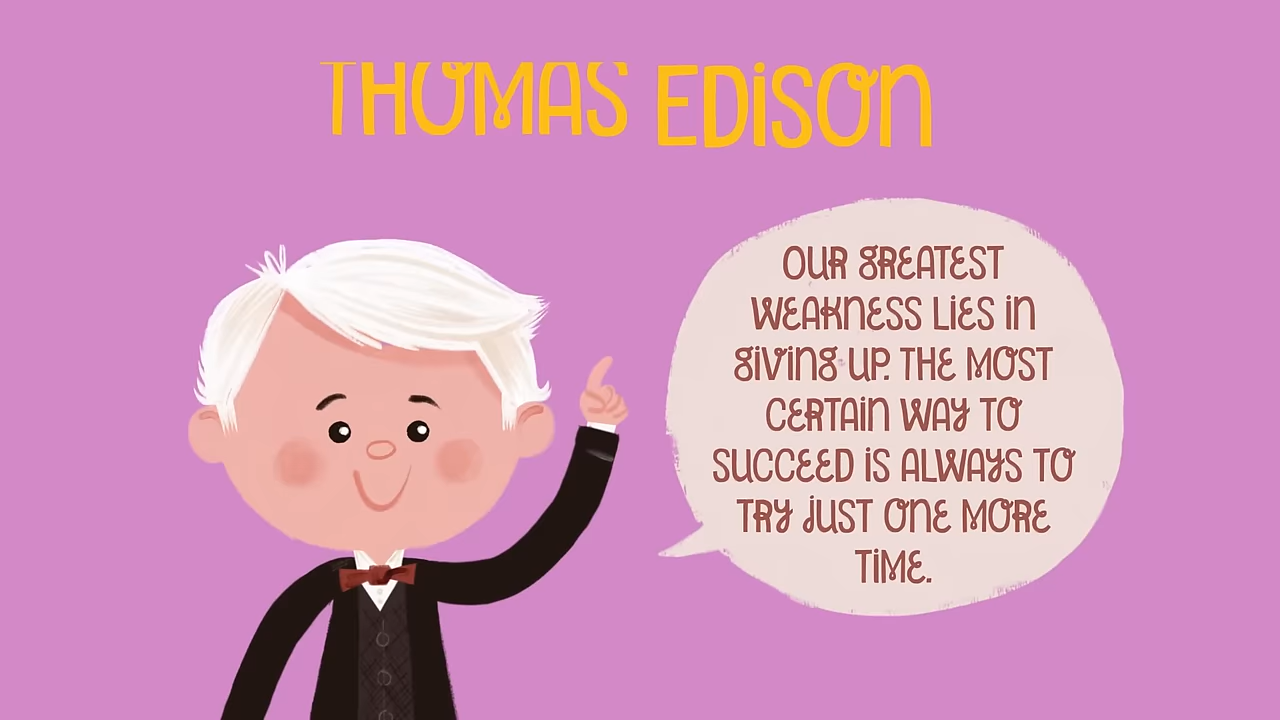 THOMAS EDISON
OUR GREATEST
WEAKNESS LIES IN
GIVING UP. THE MOST
CERTAIN WAY TO
SUCCEED IS ALWAYS TO
TRY JUST ONE MORE
TIME.